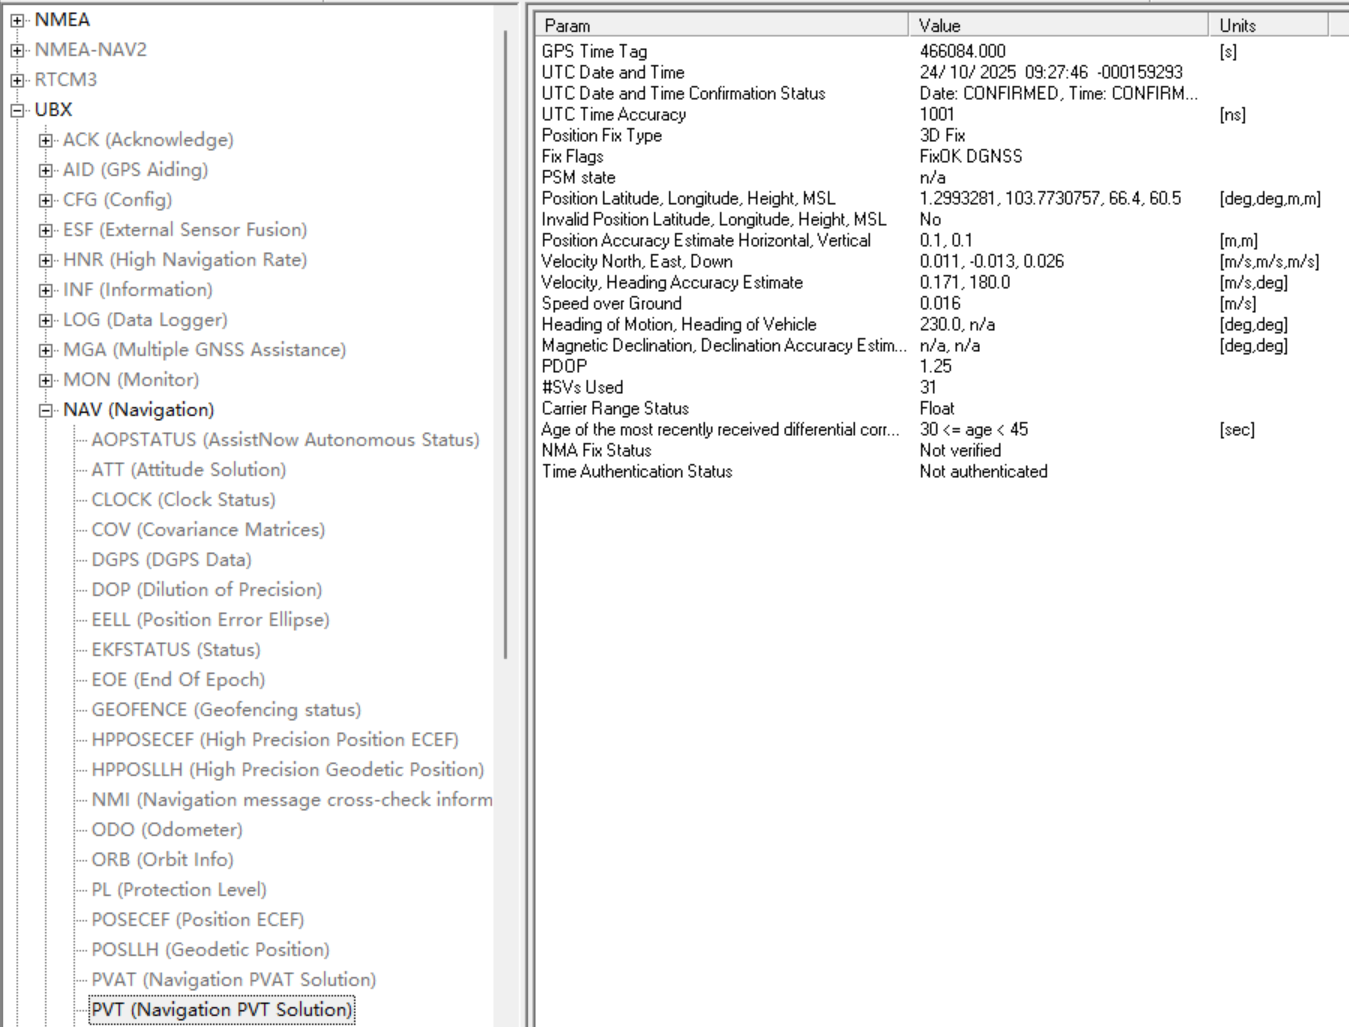 NMEA
NMEA-NAV2
RTCM3
UBX
ACK (Acknowledge)
AID (GPS Aiding)
CFG (Config)
ESF (External Sensor Fusion)
HNR (High Navigation Rate)
INF (Information)
LOG (Data Logger)
MGA (Multiple GNSS Assistance)
MON (Monitor)
NAV (Navigation)
AOPSTATUS (AssistNow Autonomous Status)
ATT (Attitude Solution)
CLOCK (Clock Status)
COV (Covariance Matrices)
DGPS (DGPS Data)
DOP (Dilution of Precision)
EELL (Position Error Ellipse)
EKFSTATUS (Status)
EOE (End Of Epoch)
GEOFENCE (Geofencing status)
HPPOSECEF (High Precision Position ECEF)
HPPOSLLH (High Precision Geodetic Position)
NMI (Navigation message cross-check inform
ODO (Odometer)
ORB (Orbit Info)
PL (Protection Level)
POSECEF (Position ECEF)
POSLLH (Geodetic Position)
PVAT (Navigation PVAT Solution)
PVT (Navigation PVT Solution)
Param Value Units
GPS Time Tag 466084.000 [s]
UTC Date and Time 24/ 10/ 2025 09:27:46 -000159293
UTC Date and Time Confirmation Status Date: CONFIRMED, Time: CONFIRM...
UTC Time Accuracy 1001 [ns]
Position Fix Type 3D Fix
Fix Flags FixOK DGNSS
PSM state n/a
Position Latitude, Longitude, Height, MSL 1.2993281, 103.7730757, 66.4, 60.5 [deg,deg,m,m]
Invalid Position Latitude, Longitude, Height, MSL No
Position Accuracy Estimate Horizontal, Vertical 0.1, 0.1 [m,m]
Velocity North, East, Down 0.011, -0.013, 0.026 [m/s,m/s,m/s]
Velocity, Heading Accuracy Estimate 0.171, 180.0 [m/s,deg]
Speed over Ground 0.016 [m/s]
Heading of Motion, Heading of Vehicle 230.0, n/a [deg,deg]
Magnetic Declination, Declination Accuracy Estim... n/a, n/a [deg,deg]
PDOP 1.25
#SVs Used 31
Carrier Range Status Float
Age of the most recently received differential corr... 30 <= age < 45 [sec]
NMA Fix Status Not verified
Time Authentication Status Not authenticated